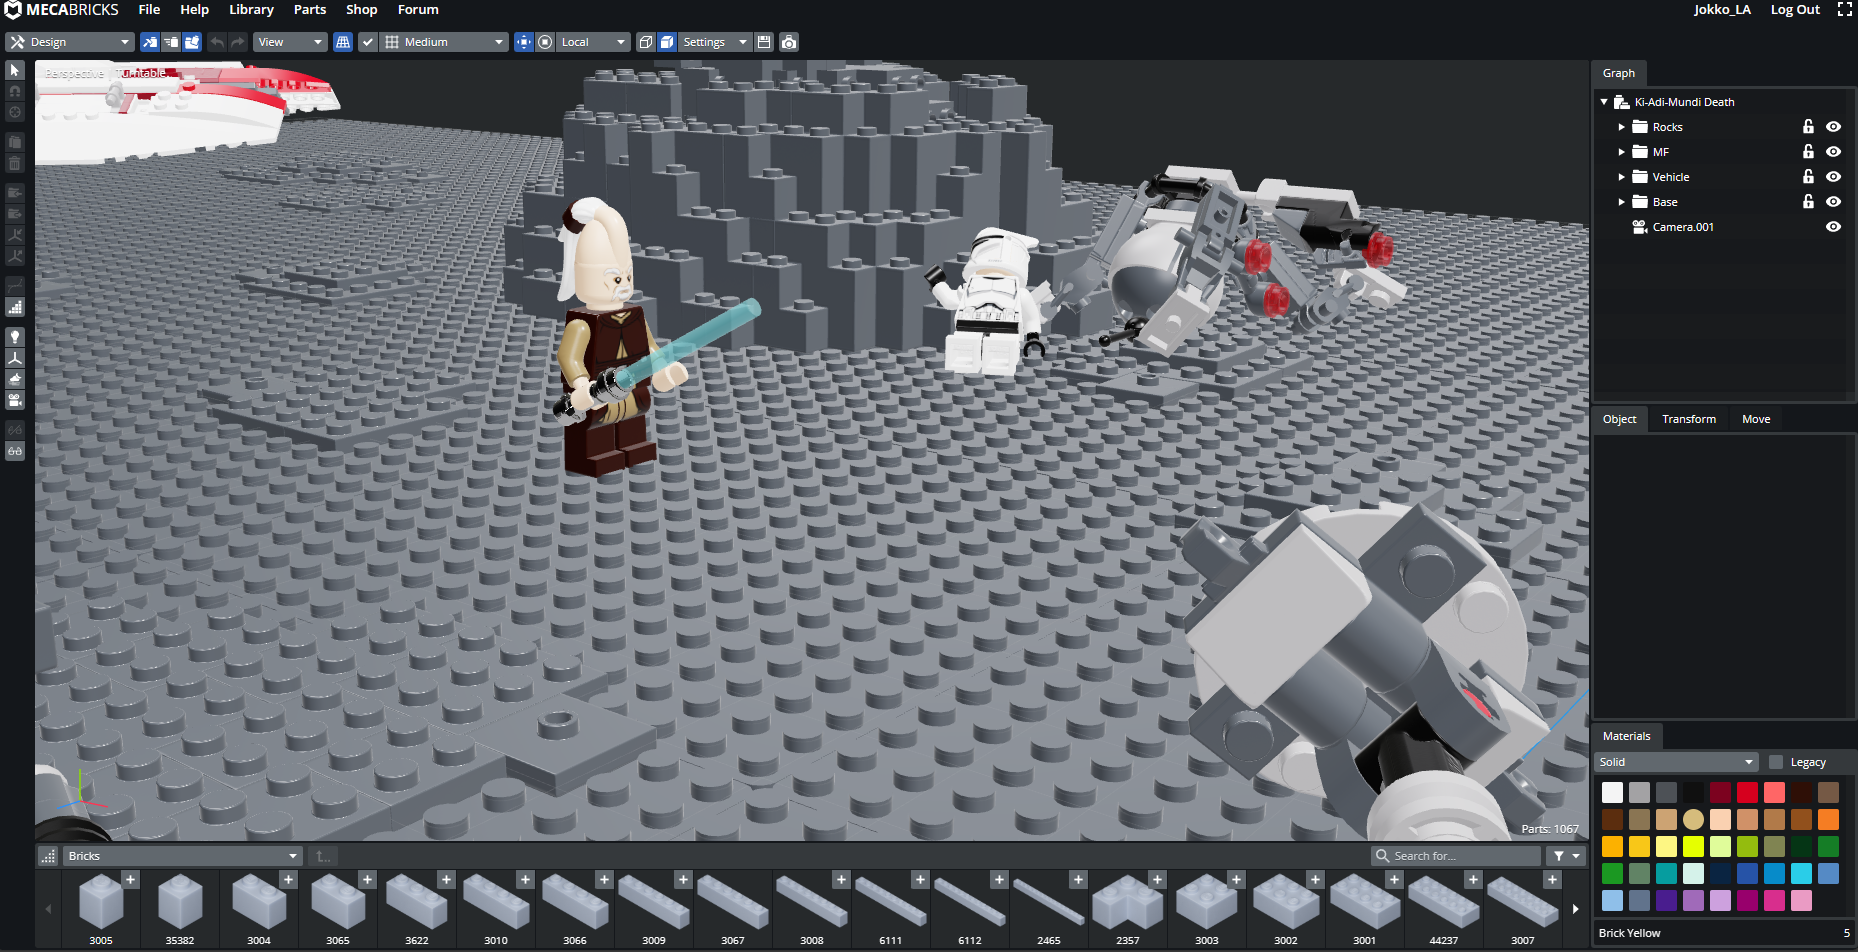 MECABRICKS File Help Library Parts Shop Forum Jokko_LA Log Out
Design View Medium Local Settings
Perspective Turntable
Graph
Ki-Adi-Mundi Death
Rocks
MF
Vehicle
Base
Camera.001
Object Transform Move
Materials
Solid Legacy
Parts: 1067
Bricks Search for...
3005 35382 3004 3065 3622 3010 3066 3009 3067 3008 6111 6112 2465 2357 3003 3002 3001 44237 3007
Brick Yellow 5